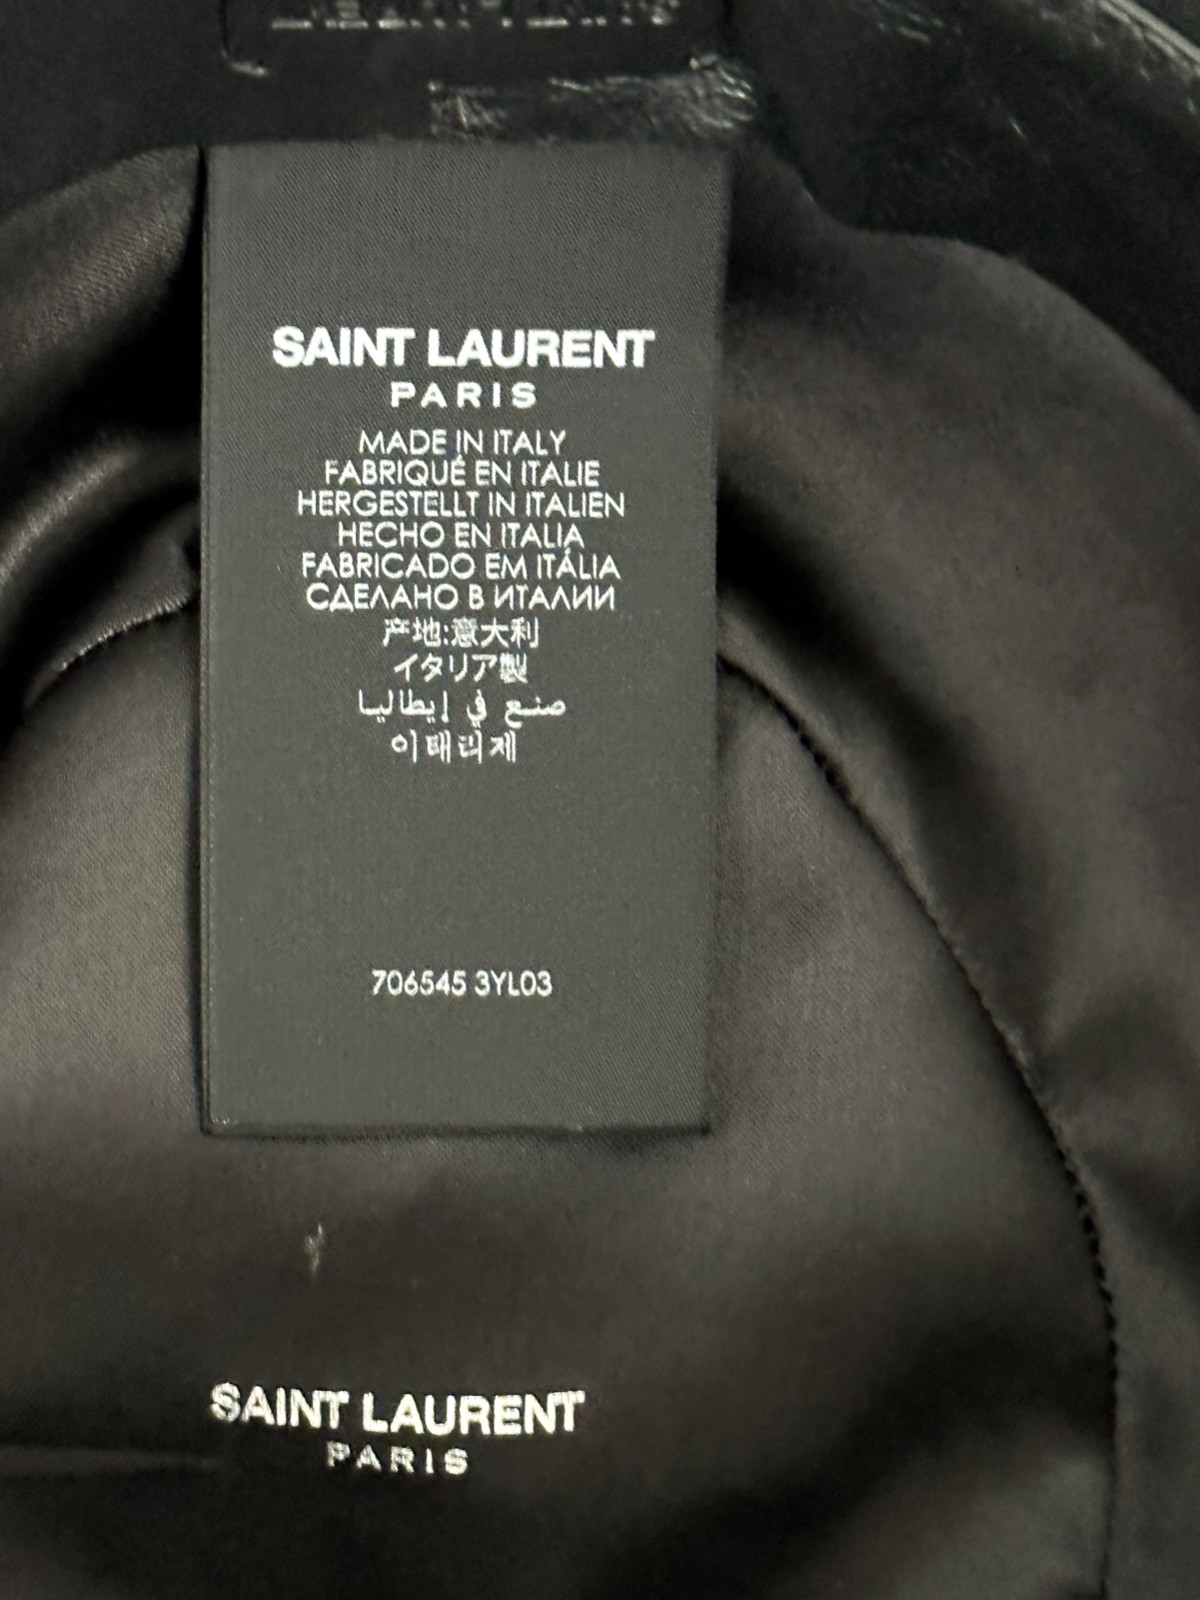 SAINT LAURENT
PARIS
MADE IN ITALY
FABRIQUÉ EN ITALIE
HERGESTELLT IN ITALIEN
HECHO EN ITALIA
FABRICADO EM ITÁLIA
СДЕЛАНО В ИТАЛИИ
产地:意大利
イタリア製
صنع في إيطاليا
이태리제
706545 3YL03
SAINT LAURENT
PARIS